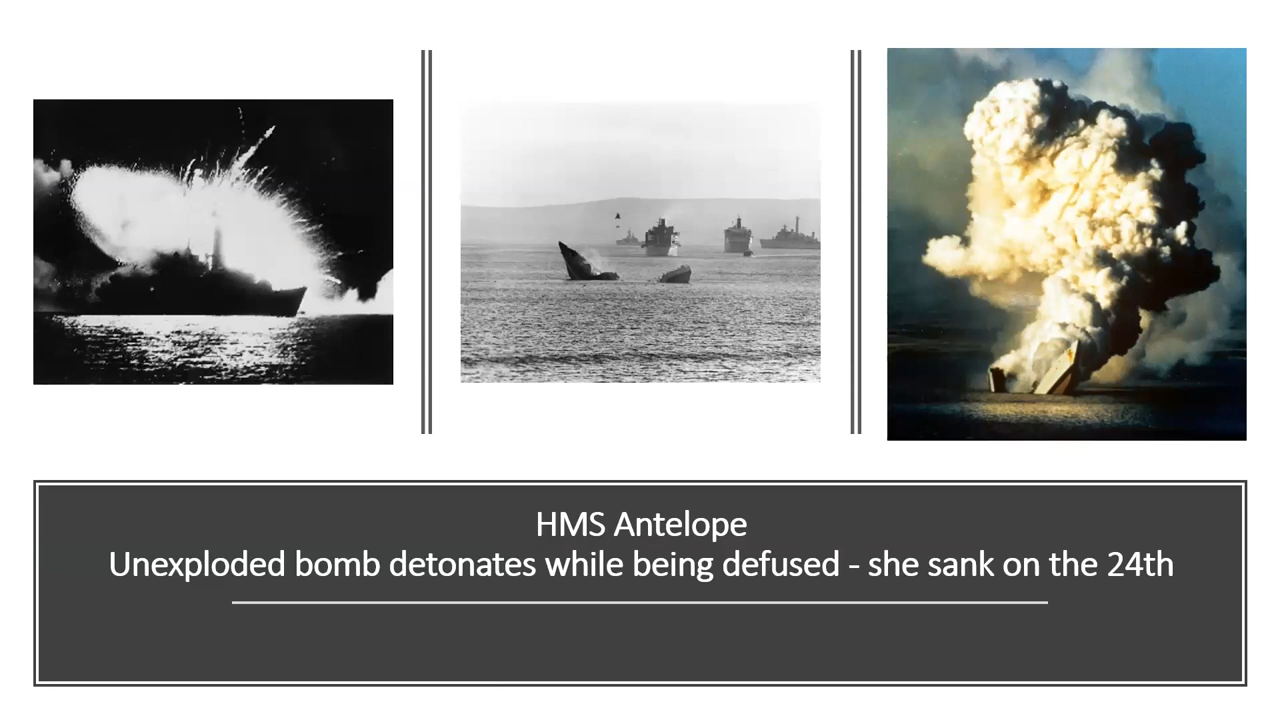 HMS Antelope
Unexploded bomb detonates while being defused - she sank on the 24th